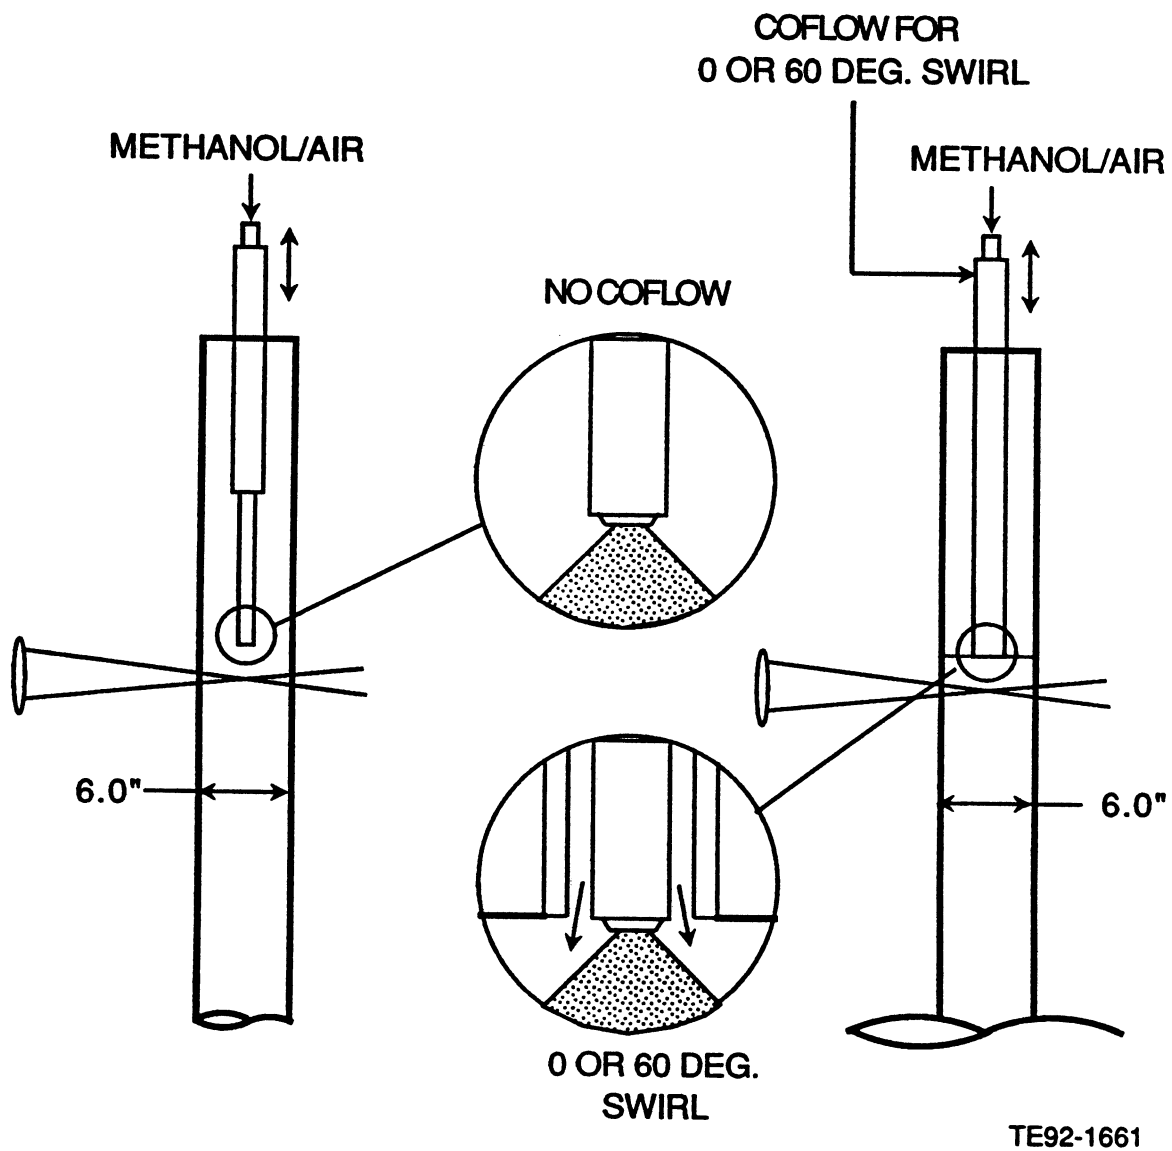 COFLOW FOR
0 OR 60 DEG. SWIRL
METHANOL/AIR
METHANOL/AIR
NO COFLOW
6.0"
6.0"
0 OR 60 DEG.
SWIRL
TE92-1661